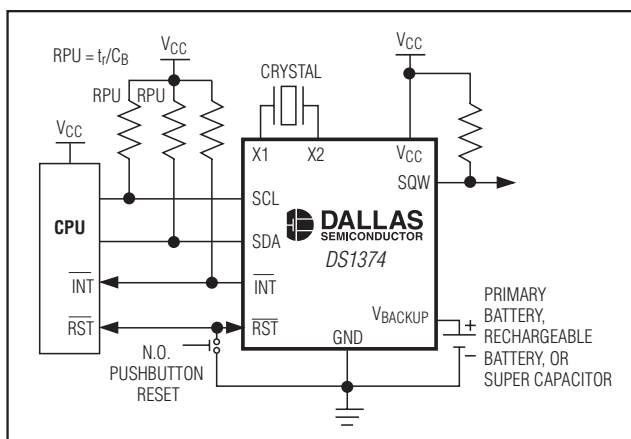 RPU = tr/CB
VCC
VCC
CRYSTAL
RPU
RPU
VCC
X1
X2
VCC
SCL
SQW
CPU
DALLAS
SEMICONDUCTOR
SDA
DS1374
INT
INT
VBACKUP
+
PRIMARY
BATTERY,
RECHARGEABLE
BATTERY, OR
SUPER CAPACITOR
−
RST
RST
GND
N.O.
PUSHBUTTON
RESET